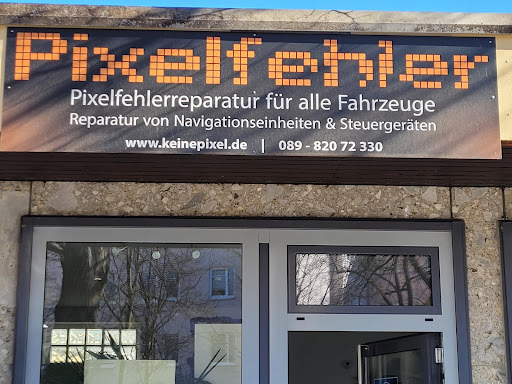 Pixelfehler
Pixelfehlerreparatur für alle Fahrzeuge
Reparatur von Navigationseinheiten & Steuergeräten
www.keinepixel.de | 089 - 820 72 330